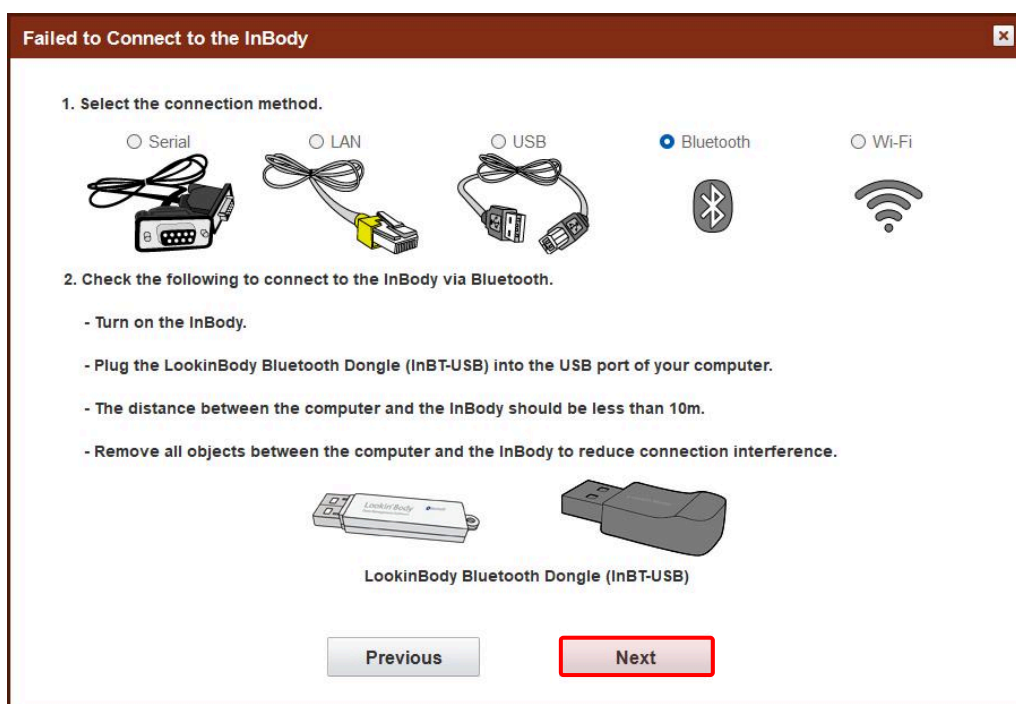 Failed to Connect to the InBody
1. Select the connection method.
Serial
LAN
USB
Bluetooth
Wi-Fi
2. Check the following to connect to the InBody via Bluetooth.
- Turn on the InBody.
- Plug the LookinBody Bluetooth Dongle (InBT-USB) into the USB port of your computer.
- The distance between the computer and the InBody should be less than 10m.
- Remove all objects between the computer and the InBody to reduce connection interference.
Lookin'Body
LookinBody Bluetooth Dongle (InBT-USB)
Previous
Next